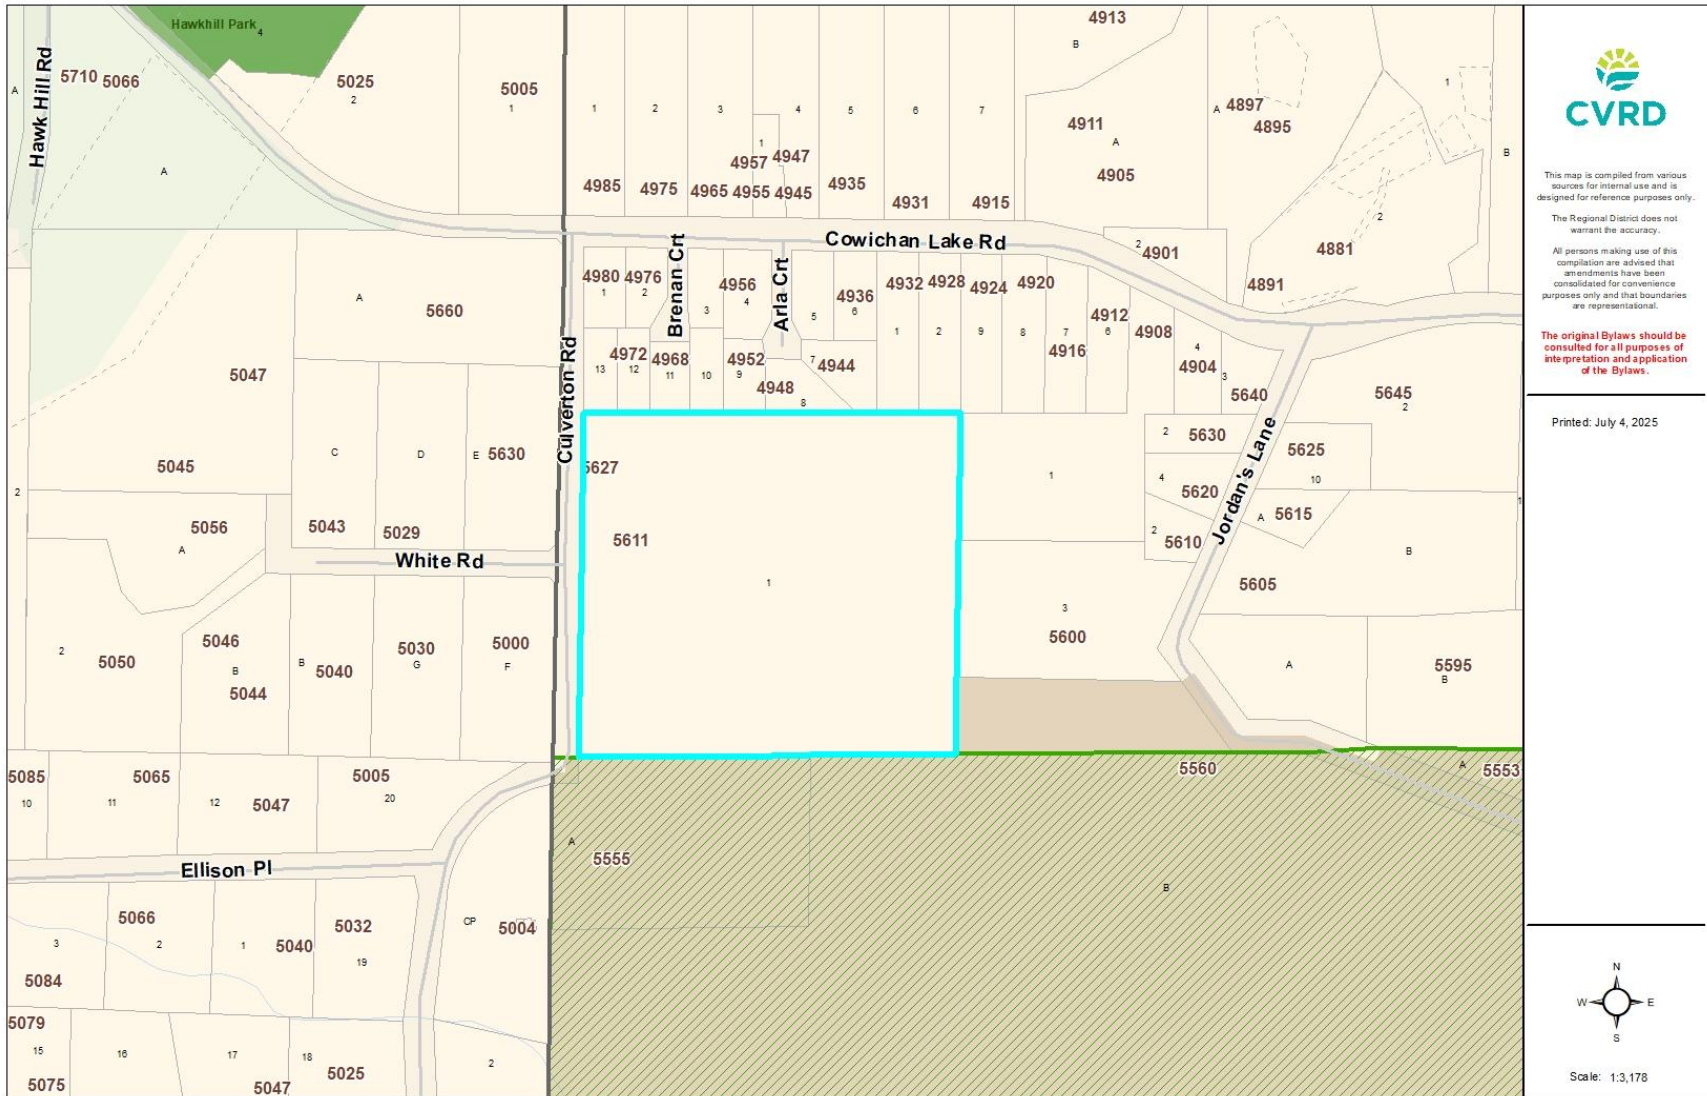 Hawkhill Park
4
4913
B
Hawk Hill Rd
5710 5066
A
5025
2
5005
1
1
2
3
4
5
6
7
4911
A
4905
A
4897
4895
1
B
A
1
4957 4947
4985
4975
4965 4955 4945
4935
4931
4915
2
Cowichan Lake Rd
2
4901
4881
4891
4980
1
4976
2
Brenan Crt
3
4956
4
Arla Crt
5
4936
6
4932
4928
4924
4920
1
2
9
8
7
4916
4912
6
4908
4
4904
3
5640
A
5660
5047
Culverton Rd
13
4972
12
4968
11
10
4952
9
4948
7
4944
8
5645
2
5045
C
D
E 5630
5627
2
5630
5625
10
4
5620
Jordan's Lane
A 5615
2
5610
B
1
2
5056
A
5043
5029
White Rd
5611
1
1
3
5600
5605
2
5050
5046
B
5044
B
5040
5030
G
5000
F
A
5595
B
5085
10
5065
11
12
5047
5005
20
5560
A
5553
Ellison Pl
A
5555
B
5066
3
2
1
5040
5032
19
CP
5004
5084
5079
15
5075
16
17
18
5047
5025
2
CVRD
This map is compiled from various
sources for internal use and is
designed for reference purposes only.
The Regional District does not
warrant the accuracy.
All persons making use of this
compilation are advised that
amendments have been
consolidated for convenience
purposes only and that boundaries
are representational.
The original Bylaws should be
consulted for all purposes of
interpretation and application
of the Bylaws.
Printed: July 4, 2025
N
W E
S
Scale: 1:3,178